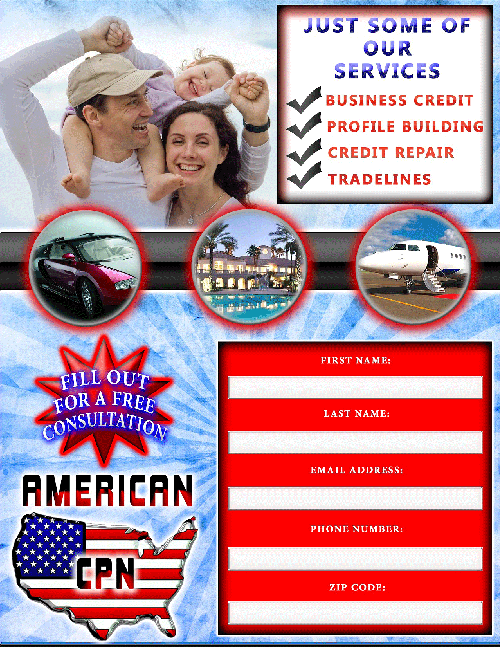 JUST SOME OF
OUR
SERVICES
BUSINESS CREDIT
PROFILE BUILDING
CREDIT REPAIR
TRADELINES
FILL OUT
FOR A FREE
CONSULTATION
AMERICAN
CPN
FIRST NAME:
LAST NAME:
EMAIL ADDRESS:
PHONE NUMBER:
ZIP CODE: